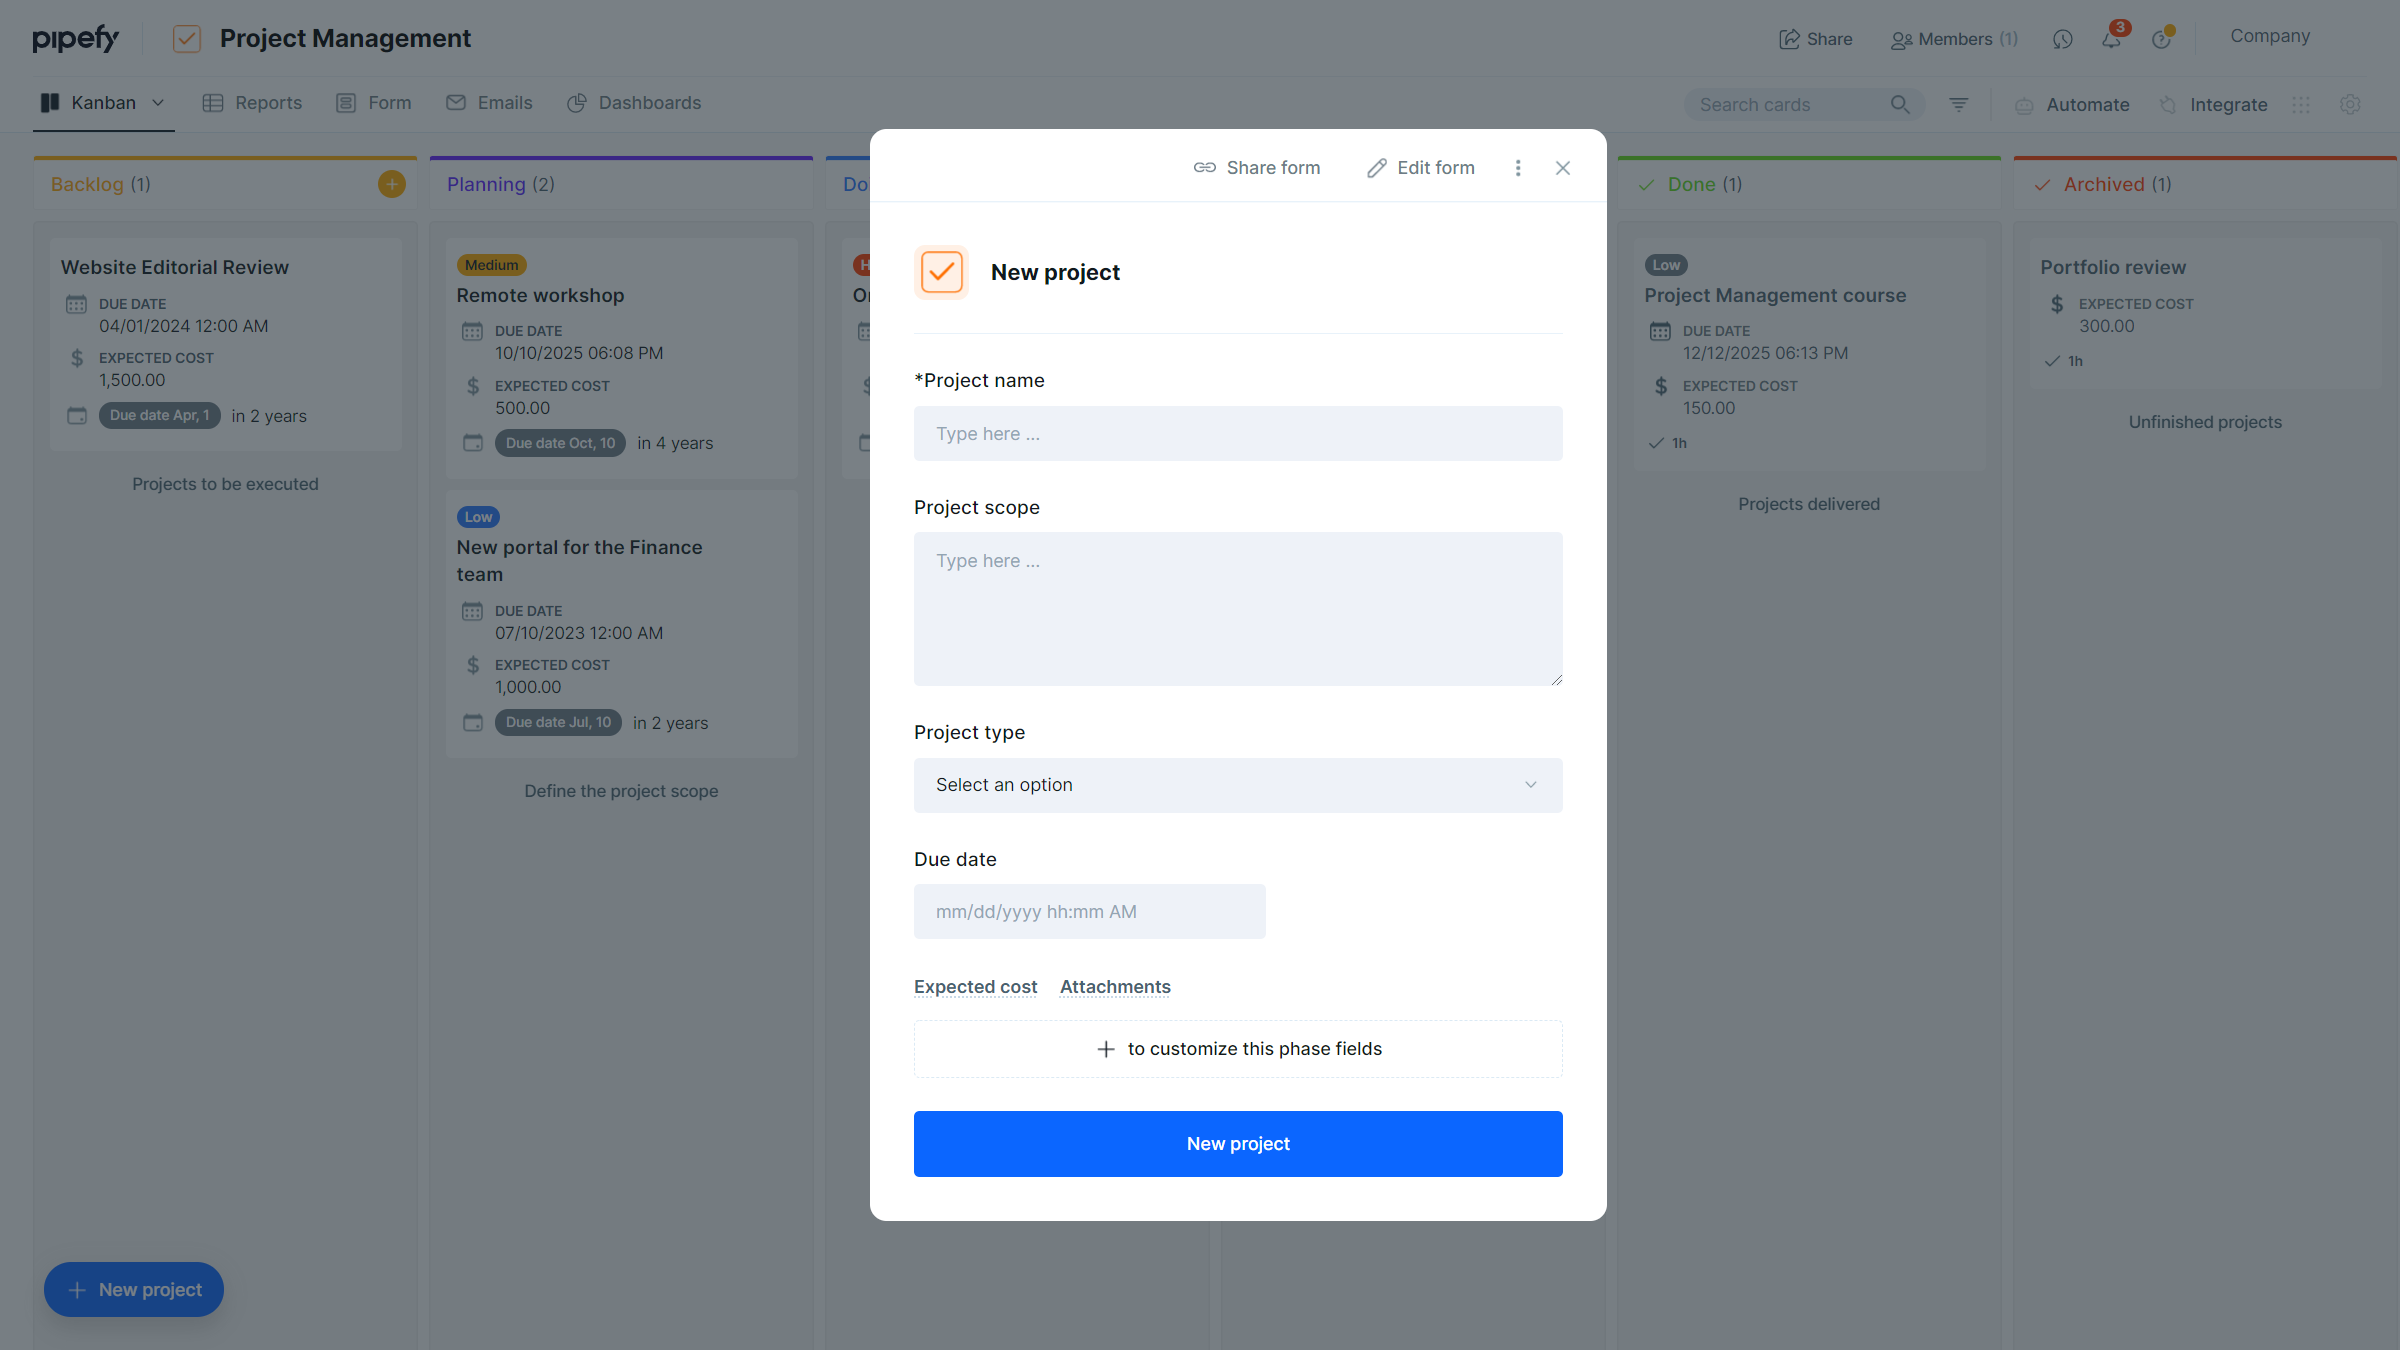 pipefy
Project Management
Share
Members (1)
3
Company
Kanban
Reports
Form
Emails
Dashboards
Search cards
Automate
Integrate
Backlog (1)
Website Editorial Review
DUE DATE
04/01/2024 12:00 AM
EXPECTED COST
1,500.00
Due date Apr, 1 in 2 years
Projects to be executed
Planning (2)
Medium
Remote workshop
DUE DATE
10/10/2025 06:08 PM
EXPECTED COST
500.00
Due date Oct, 10 in 4 years
Low
New portal for the Finance
team
DUE DATE
07/10/2023 12:00 AM
EXPECTED COST
1,000.00
Due date Jul, 10 in 2 years
Define the project scope
Share form
Edit form
New project
*Project name
Type here ...
Project scope
Type here ...
Project type
Select an option
Due date
mm/dd/yyyy hh:mm AM
Expected cost
Attachments
to customize this phase fields
New project
Done (1)
Low
Project Management course
DUE DATE
12/12/2025 06:13 PM
EXPECTED COST
150.00
1h
Projects delivered
Archived (1)
Portfolio review
EXPECTED COST
300.00
1h
Unfinished projects
New project